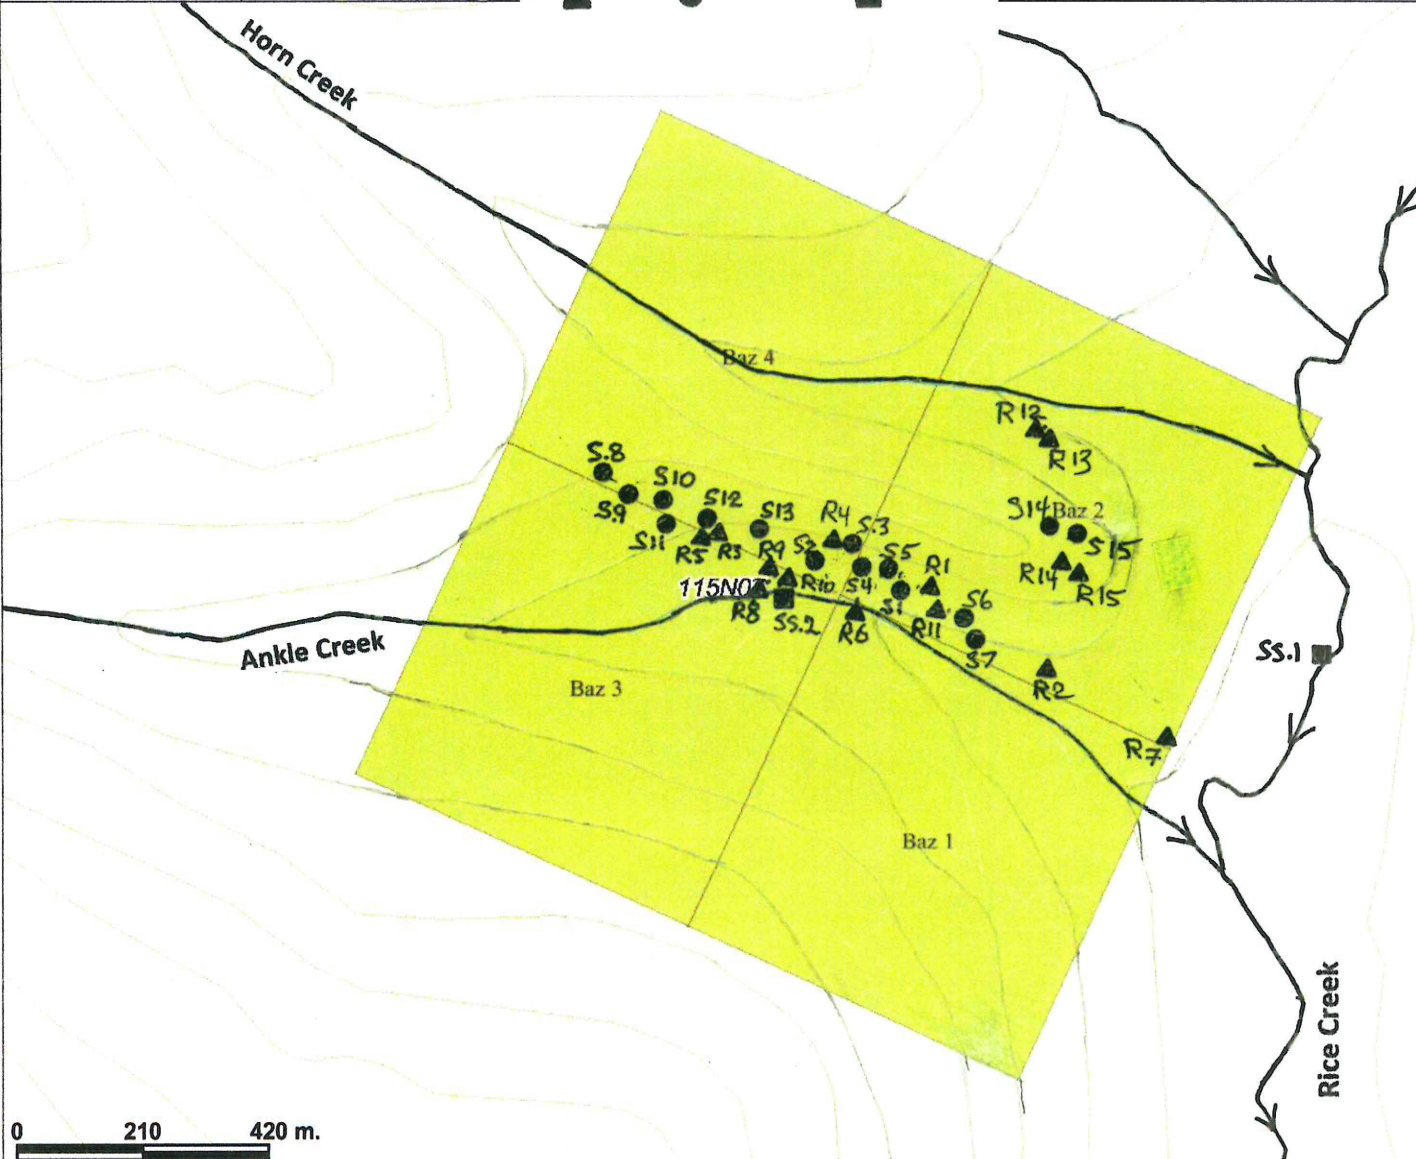 Horn Creek
Baz 4
R12
R13
S.8
S10
S9
S12
S14
Baz 2
S13
R4
S.3
S11
S15
R5
R3
R9
S2
S5
R1
R14
115N07
R10
S4
R15
R8
SS.2
S1
S6
R6
R11
Ankle Creek
S7
SS.1
Baz 3
R2
R7
Baz 1
Rice Creek
0 210 420 m.